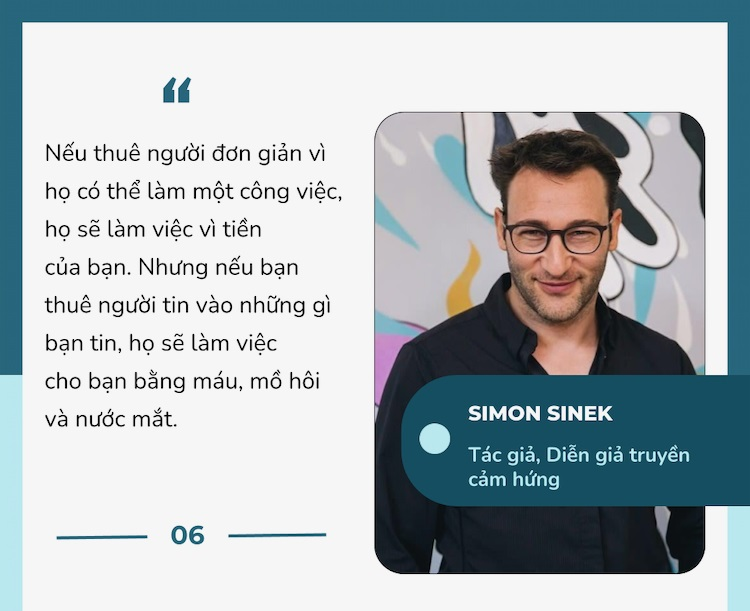 “
Nếu thuê người đơn giản vì
họ có thể làm một công việc,
họ sẽ làm việc vì tiền
của bạn. Nhưng nếu bạn
thuê người tin vào những gì
bạn tin, họ sẽ làm việc
cho bạn bằng máu, mồ hôi
và nước mắt.
06
SIMON SINEK
Tác giả, Diễn giả truyền
cảm hứng